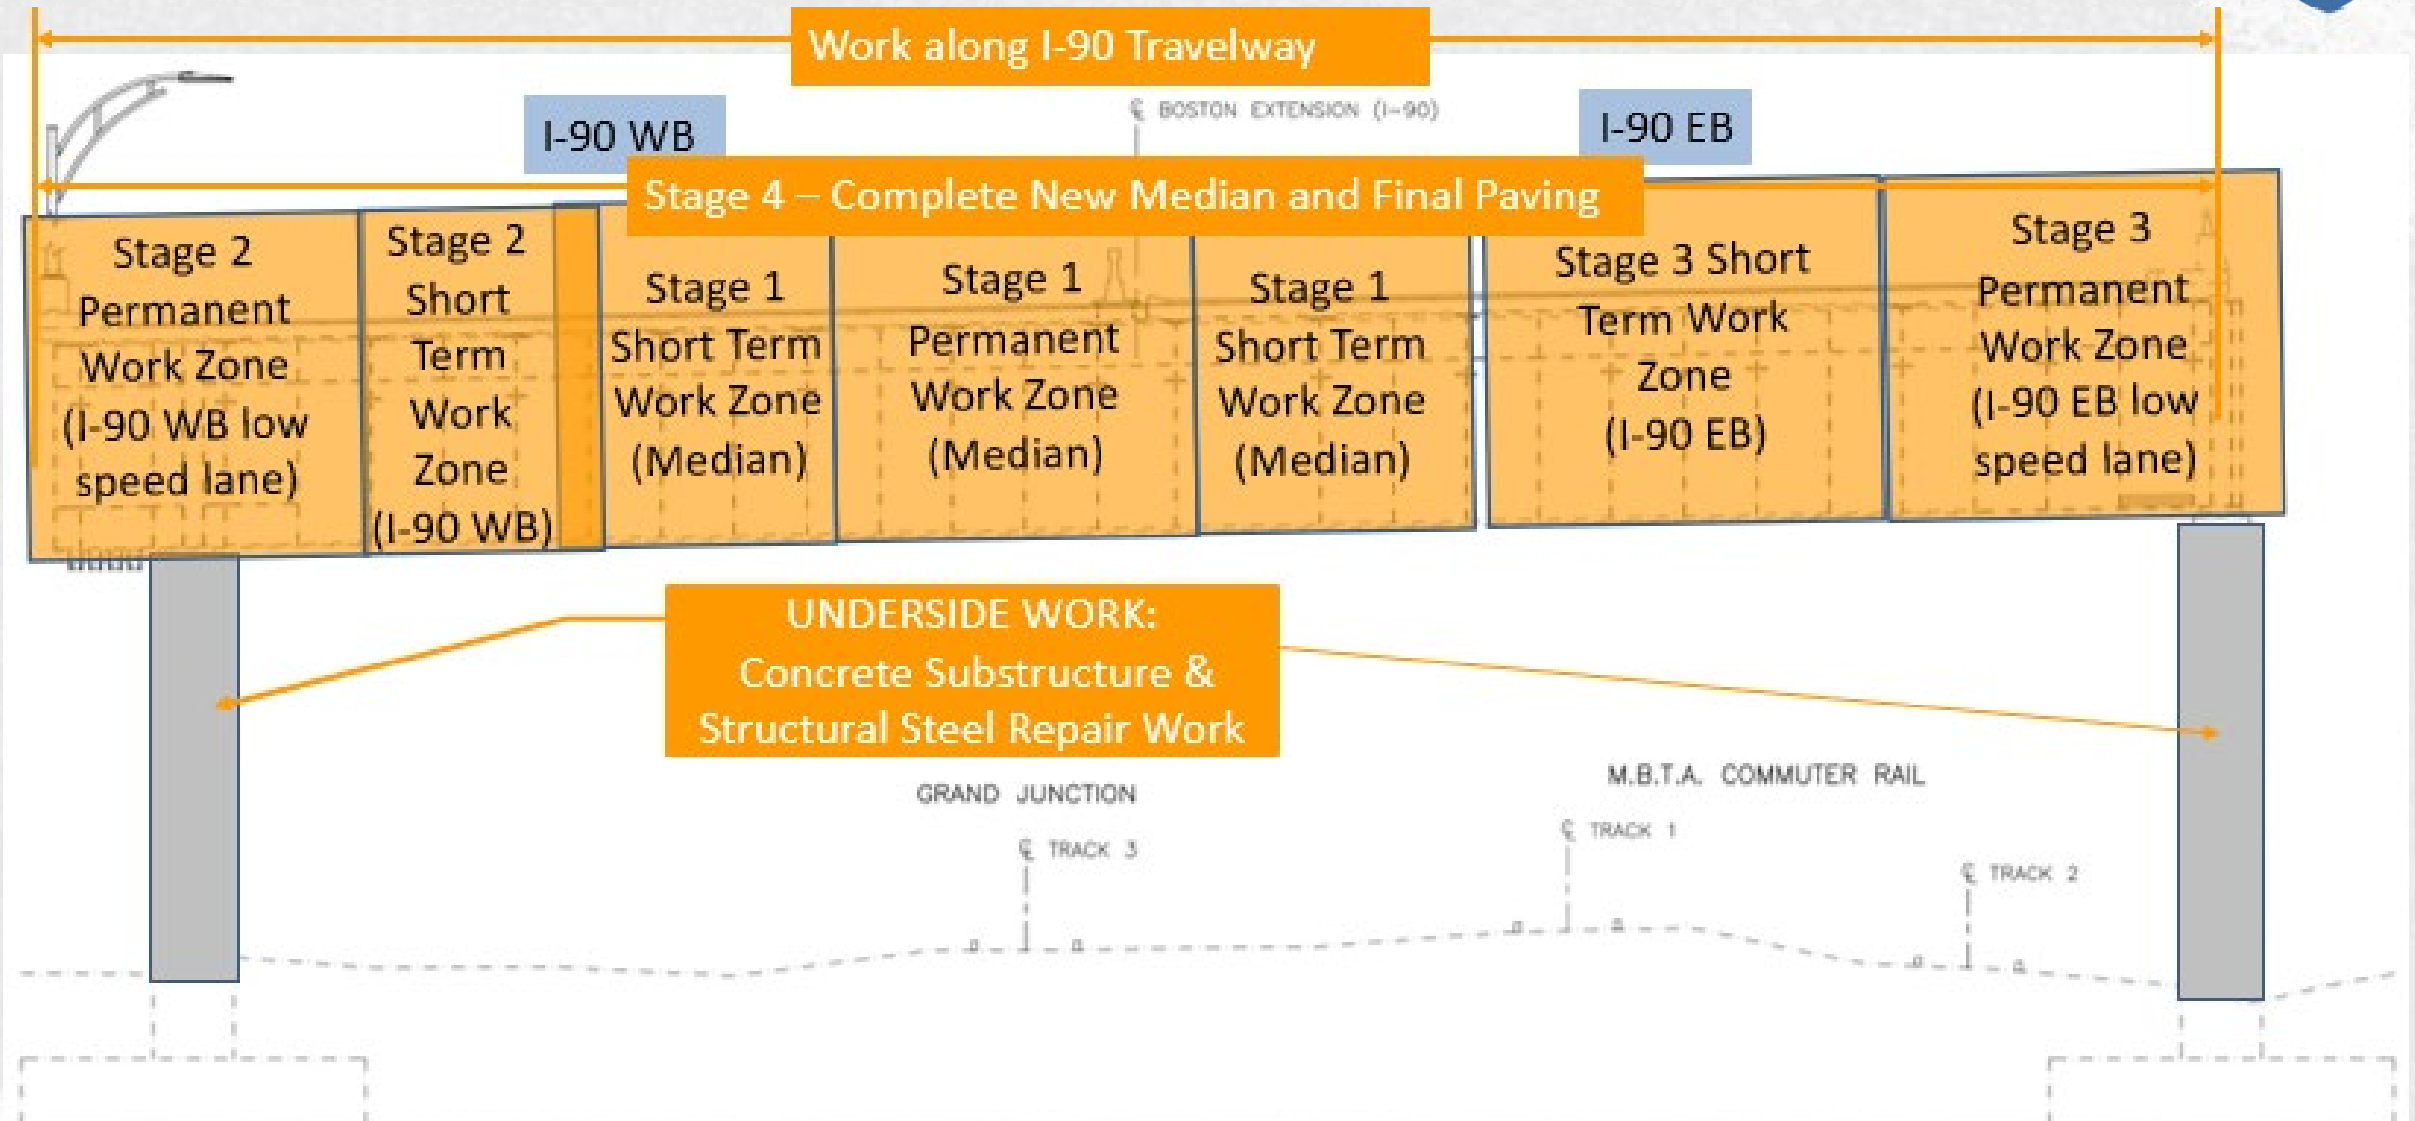 Work along I-90 Travelway
℄ BOSTON EXTENSION (I-90)
I-90 WB
I-90 EB
Stage 4 – Complete New Median and Final Paving
Stage 2
Permanent
Work Zone
(I-90 WB low
speed lane)
Stage 2
Short
Term
Work
Zone
(I-90 WB)
Stage 1
Short Term
Work Zone
(Median)
Stage 1
Permanent
Work Zone
(Median)
Stage 1
Short Term
Work Zone
(Median)
Stage 3 Short
Term Work
Zone
(I-90 EB)
Stage 3
Permanent
Work Zone
(I-90 EB low
speed lane)
UNDERSIDE WORK:
Concrete Substructure &
Structural Steel Repair Work
GRAND JUNCTION
℄ TRACK 3
M.B.T.A. COMMUTER RAIL
℄ TRACK 1
℄ TRACK 2